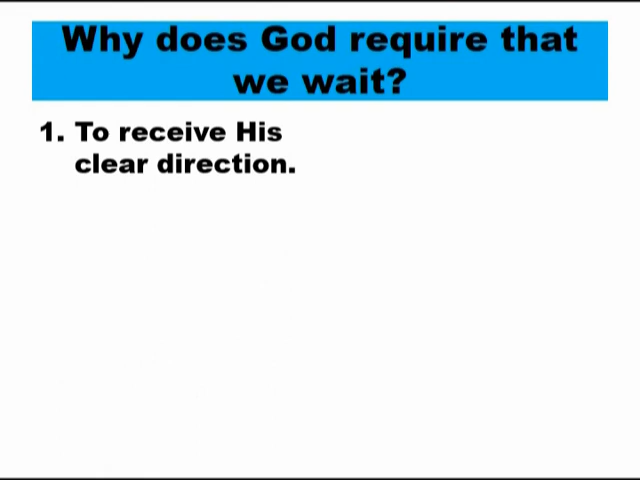 Why does God require that
we wait?
1. To receive His
clear direction.